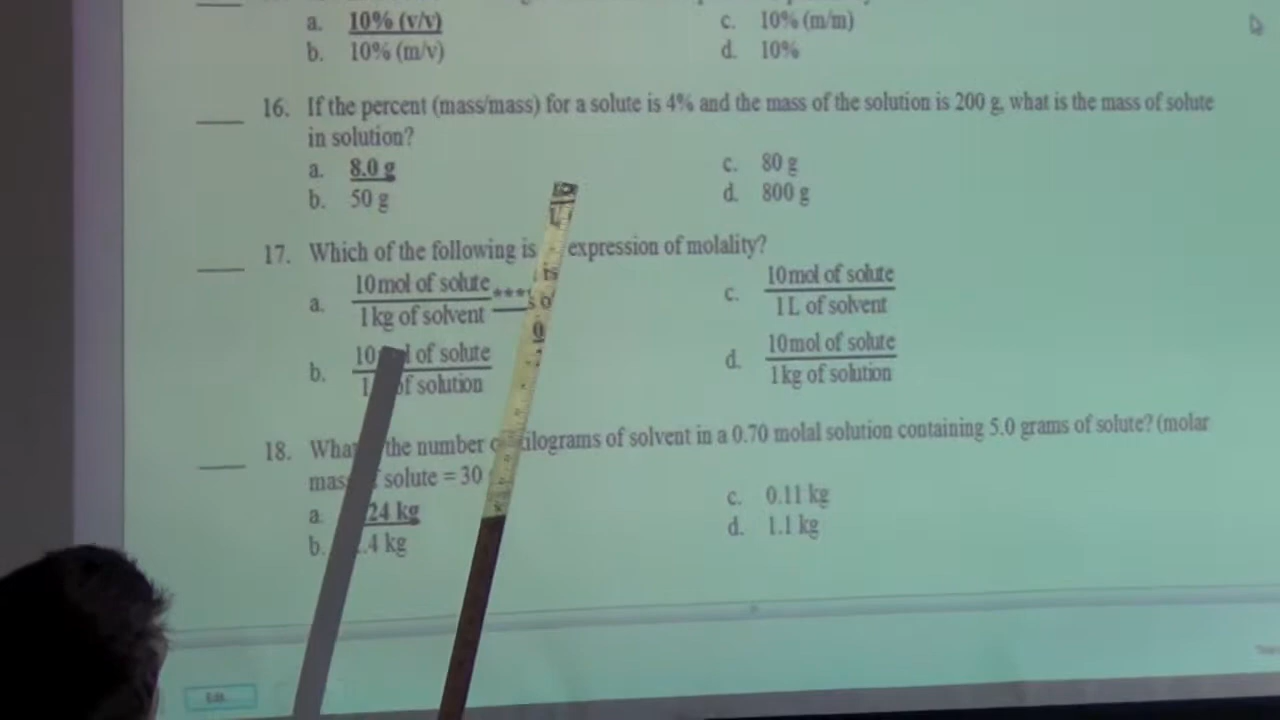 a. 10% (v/v) c. 10% (m/m)
b. 10% (m/v) d. 10%
16. If the percent (mass/mass) for a solute is 4% and the mass of the solution is 200 g, what is the mass of solute
in solution?
a. 8.0 g c. 80 g
b. 50 g d. 800 g
17. Which of the following is expression of molality?
a. 10 mol of solute c. 10 mol of solute
1 kg of solvent **** 1 L of solvent
b. 10 of solute d. 10 mol of solute
1 of solution 1 kg of solution
18. the number kilograms of solvent in a 0.70 molal solution containing 5.0 grams of solute? (molar
solute = 30
a. 24 kg c. 0.11 kg
b. .4 kg d. 1.1 kg